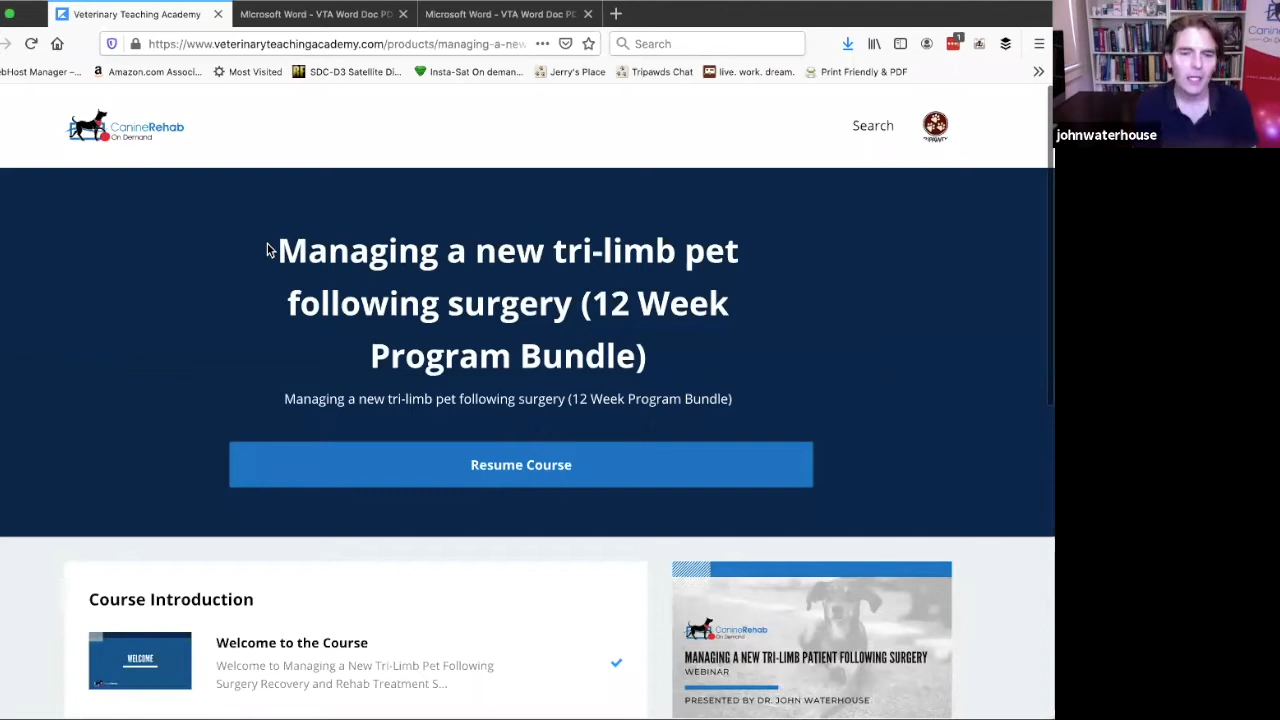 Veterinary Teaching Academy
Microsoft Word - VTA Word Doc PD
Microsoft Word - VTA Word Doc PD
https://www.veterinaryteachingacademy.com/products/managing-a-new
Search
1
ebHost Manager –...
Amazon.com Associ...
Most Visited
SDC-D3 Satellite Di...
Insta-Sat On deman...
Jerry's Place
Tripawds Chat
live. work. dream.
Print Friendly & PDF
johnwaterhouse
CanineRehab
On Demand
Search
Managing a new tri-limb pet
following surgery (12 Week
Program Bundle)
Managing a new tri-limb pet following surgery (12 Week Program Bundle)
Resume Course
Course Introduction
WELCOME
Welcome to the Course
Welcome to Managing a New Tri-Limb Pet Following
Surgery Recovery and Rehab Treatment S...
CanineRehab
On Demand
MANAGING A NEW TRI-LIMB PATIENT FOLLOWING SURGERY
WEBINAR
PRESENTED BY DR. JOHN WATERHOUSE